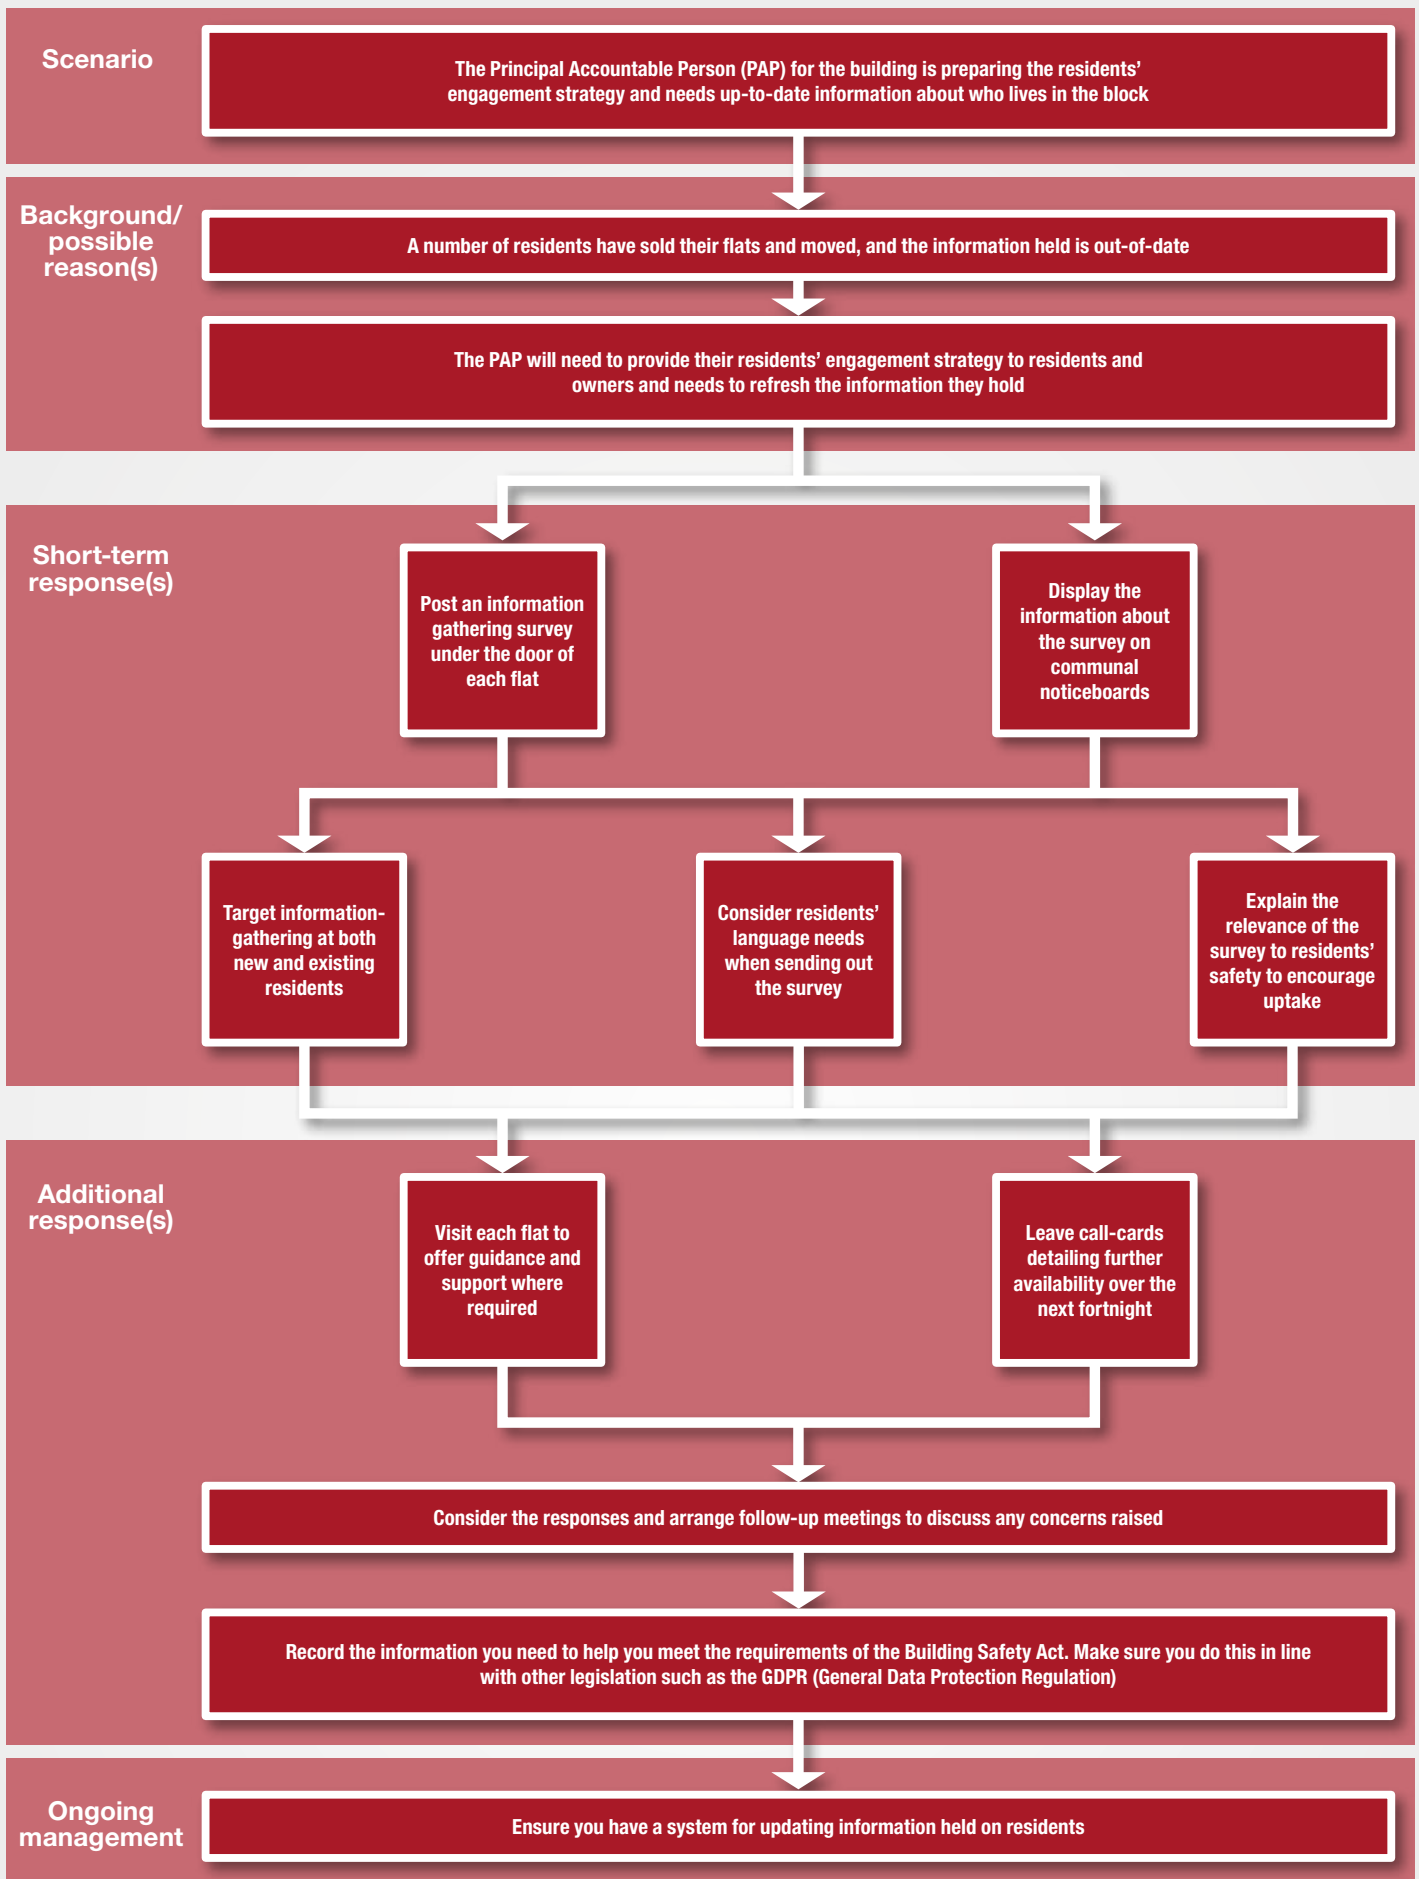 Scenario
The Principal Accountable Person (PAP) for the building is preparing the residents’
engagement strategy and needs up-to-date information about who lives in the block
Background/
possible
reason(s)
A number of residents have sold their flats and moved, and the information held is out-of-date
The PAP will need to provide their residents’ engagement strategy to residents and
owners and needs to refresh the information they hold
Short-term
response(s)
Post an information
gathering survey
under the door of
each flat
Display the
information about
the survey on
communal
noticeboards
Target information-
gathering at both
new and existing
residents
Consider residents’
language needs
when sending out
the survey
Explain the
relevance of the
survey to residents’
safety to encourage
uptake
Additional
response(s)
Visit each flat to
offer guidance and
support where
required
Leave call-cards
detailing further
availability over the
next fortnight
Consider the responses and arrange follow-up meetings to discuss any concerns raised
Record the information you need to help you meet the requirements of the Building Safety Act. Make sure you do this in line
with other legislation such as the GDPR (General Data Protection Regulation)
Ongoing
management
Ensure you have a system for updating information held on residents